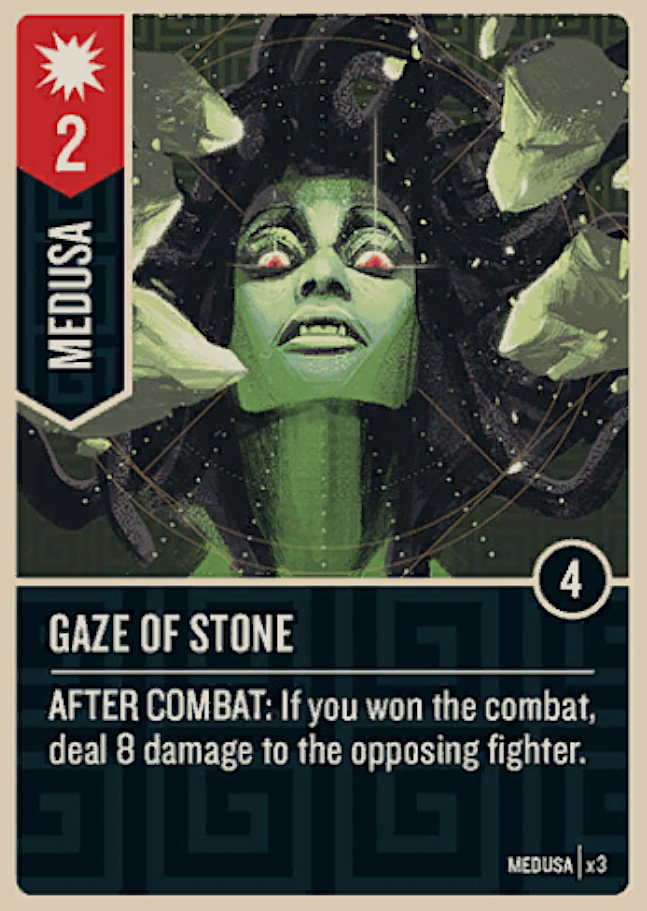 2
MEDUSA
4
GAZE OF STONE
AFTER COMBAT: If you won the combat,
deal 8 damage to the opposing fighter.
MEDUSA | x3